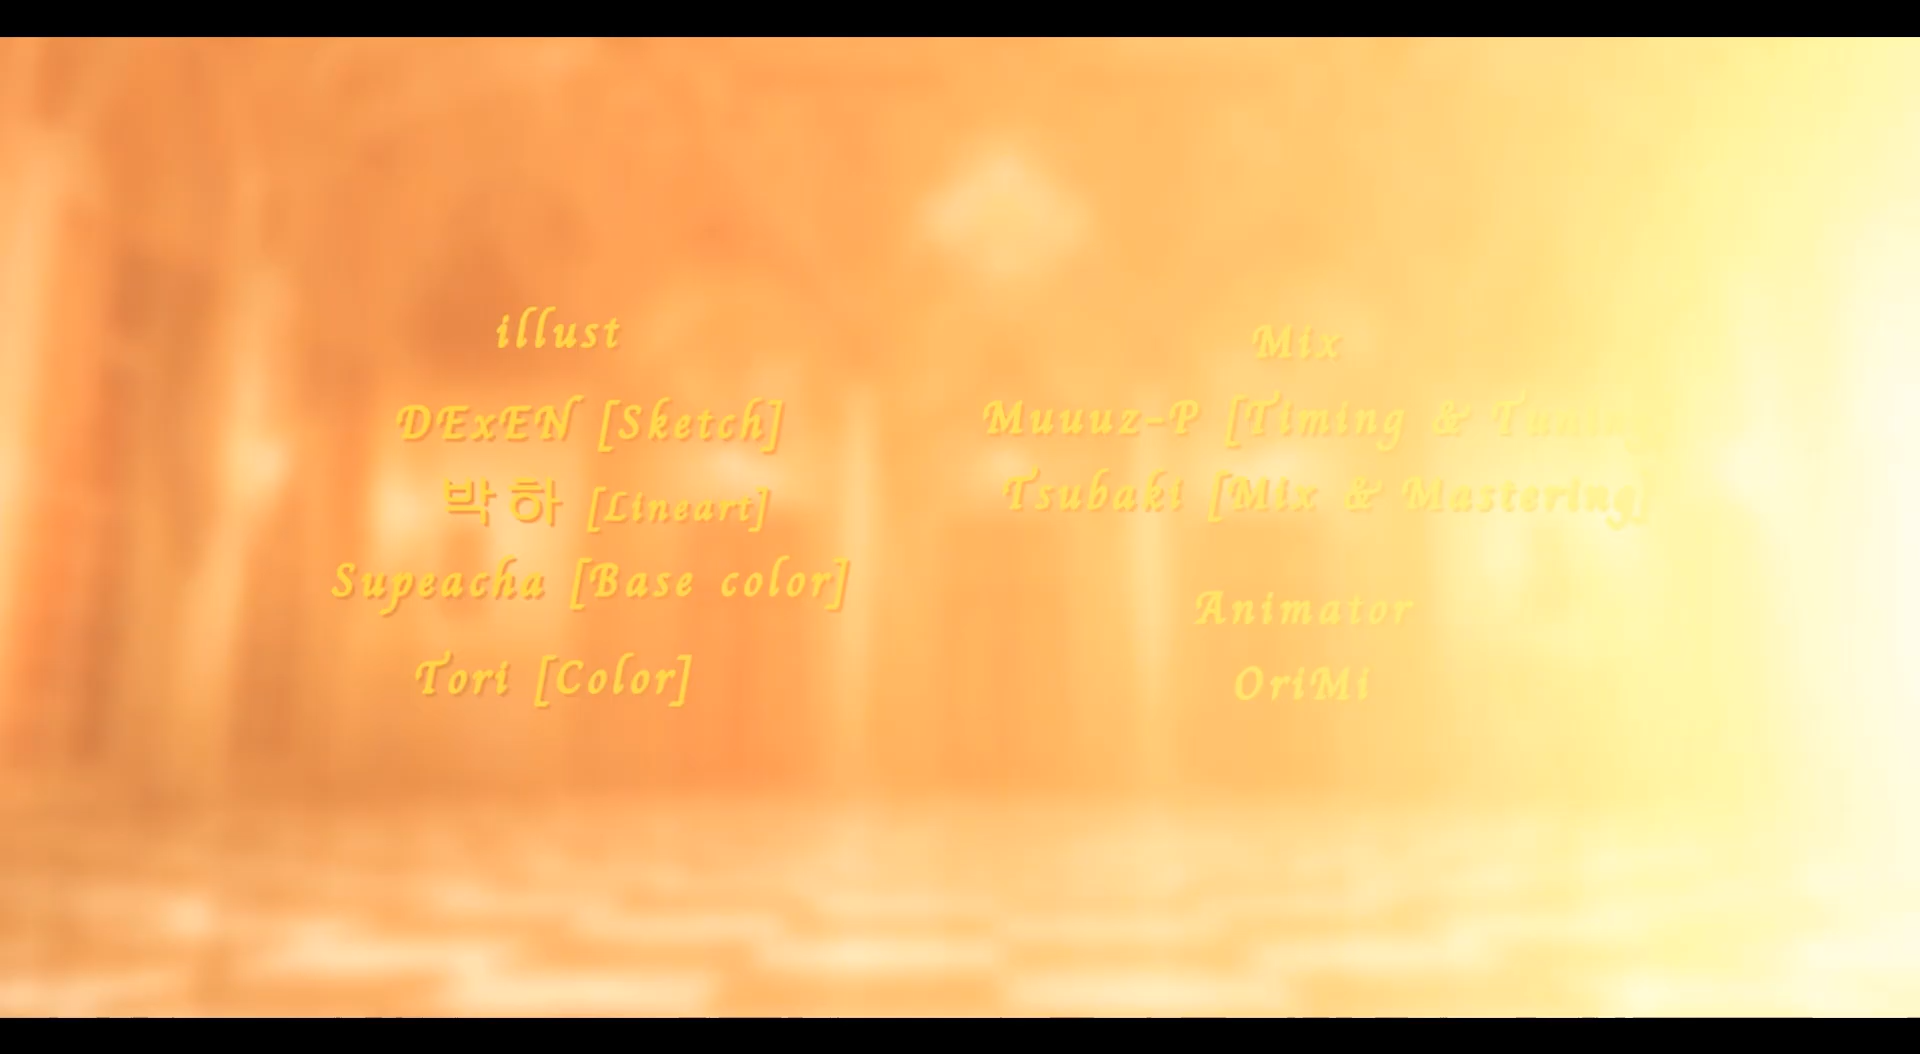 illust
DExEN [Sketch]
박하 [Lineart]
Supeacha [Base color]
Tori [Color]
Mix
Muuuz-P [Timing & Tuning]
Tsubaki [Mix & Mastering]
Animator
OriMi